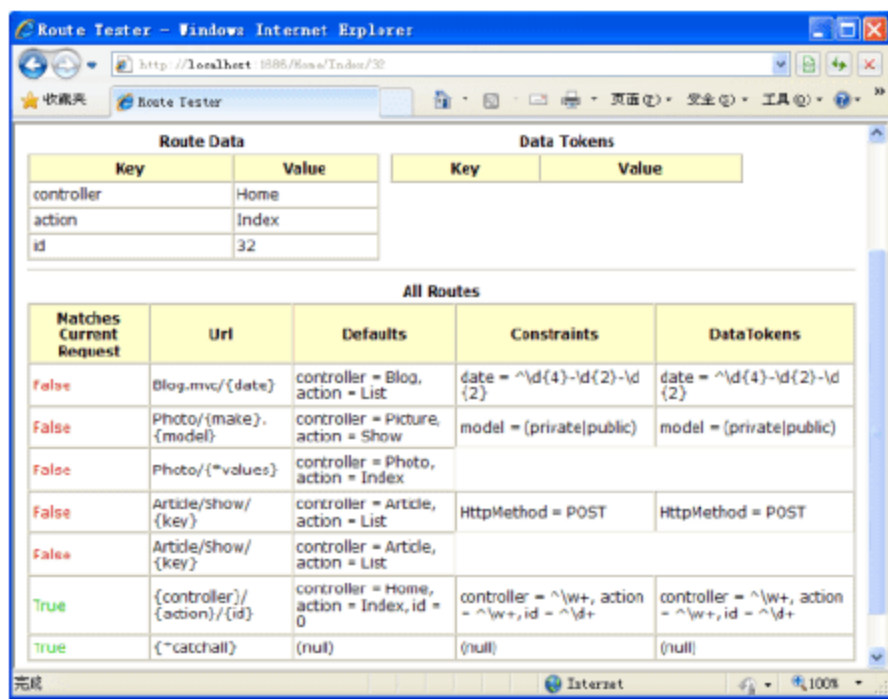 Route Tester - Windows Internet Explorer
http://localhost:1686/Home/Index/32
收藏夹 Route Tester 页面(P) 安全(S) 工具(O) »
Route Data Data Tokens
Key Value Key Value
controller Home
action Index
id 32
All Routes
Matches
Current
Request
Url Defaults Constraints DataTokens
False Blog.mvc/{date} controller = Blog,
action = List date = ^\d{4}-\d{2}-\d
{2} date = ^\d{4}-\d{2}-\d
{2}
False Photo/{make}.
{model} controller = Picture,
action = Show model = (private|public) model = (private|public)
False Photo/{*values} controller = Photo,
action = Index
False Article/Show/
{key} controller = Article,
action = List HttpMethod = POST HttpMethod = POST
False Article/Show/
{key} controller = Article,
action = List
True {controller}/
{action}/{id} controller = Home,
action = Index, id =
0 controller = ^\w+, action
= ^\w+, id = ^\d+ controller = ^\w+, action
= ^\w+, id = ^\d+
True {*catchall} (null) (null) (null)
完成 Internet 100%